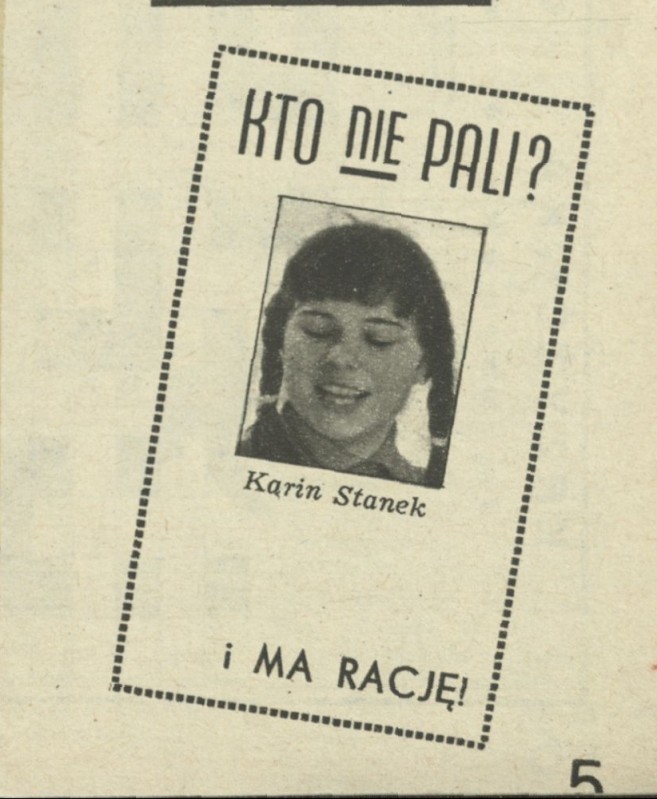 KTO NIE PALI?
Karin Stanek
i MA RACJĘ!
5